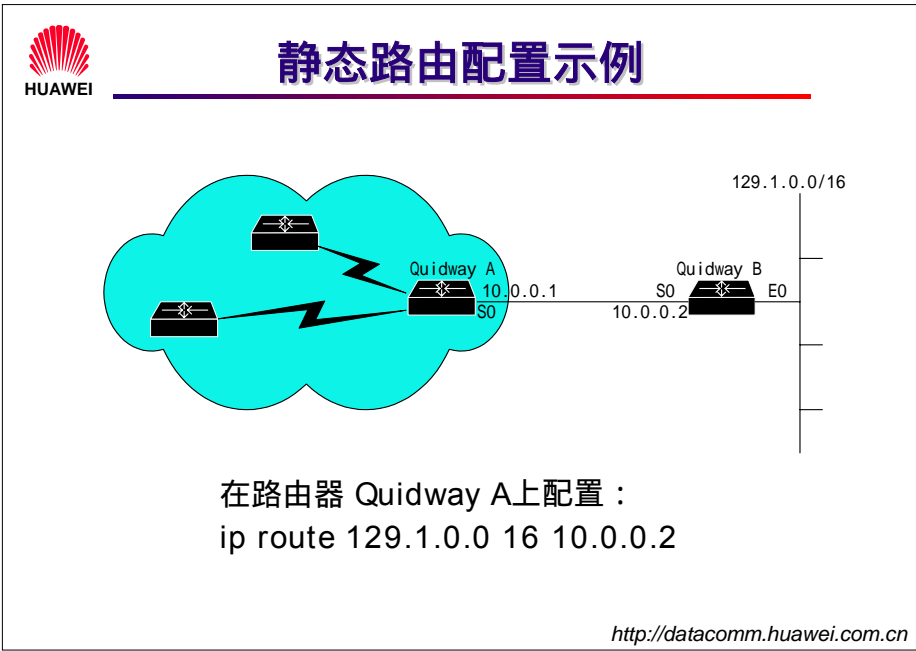 HUAWEI
静态路由配置示例
129.1.0.0/16
Quidway A
10.0.0.1
S0
Quidway B
S0
E0
10.0.0.2
在路由器 Quidway A上配置：
ip route 129.1.0.0 16 10.0.0.2
http://datacomm.huawei.com.cn